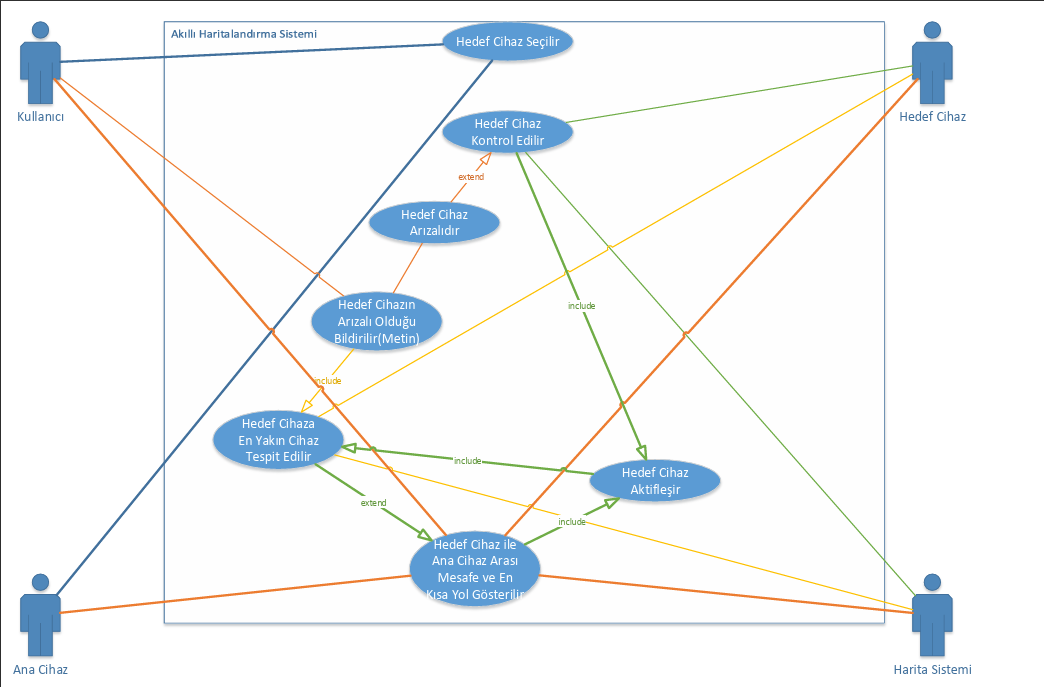 Akıllı Haritalandırma Sistemi
Hedef Cihaz Seçilir
Kullanıcı
Hedef Cihaz
Hedef Cihaz
Kontrol Edilir
extend
Hedef Cihaz
Arızalıdır
Hedef Cihazın
Arızalı Olduğu
Bildirilir(Metin)
include
include
Hedef Cihaza
En Yakın Cihaz
Tespit Edilir
include
Hedef Cihaz
Aktifleşir
extend
include
Hedef Cihaz ile
Ana Cihaz Arası
Mesafe ve En
Kısa Yol Gösterilir
Ana Cihaz
Harita Sistemi